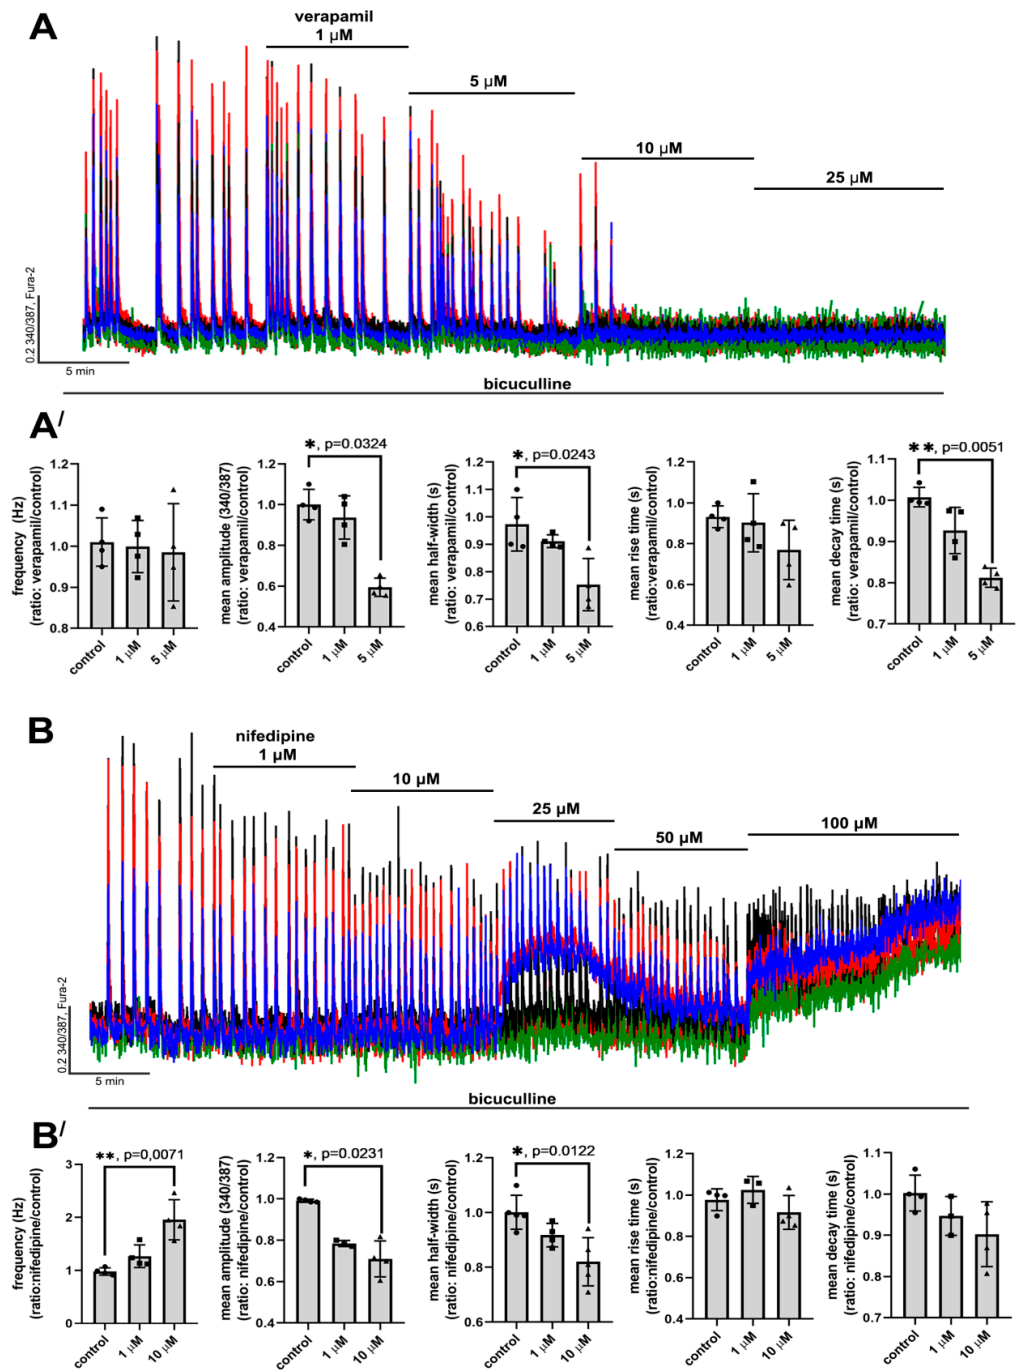 A
verapamil
1 µM
5 µM
10 µM
25 µM
0.2 340/387, Fura-2
5 min
bicuculline
A/
frequency (Hz)
(ratio: verapamil/control)
1.2
1.1
1.0
0.9
0.8
control
1 µM
5 µM
mean amplitude (340/387)
(ratio: verapamil/control)
*, p=0.0324
1.2
1.0
0.8
0.6
0.4
control
1 µM
5 µM
mean half-width (s)
(ratio: verapamil/control)
*, p=0.0243
1.2
1.1
1.0
0.9
0.8
0.7
0.6
control
1 µM
5 µM
mean rise time (s)
(ratio:verapamil/control)
1.2
1.0
0.8
0.6
0.4
control
1 µM
5 µM
mean decay time (s)
(ratio: verapamil/control)
**, p=0.0051
1.1
1.0
0.9
0.8
0.7
control
1 µM
5 µM
B
nifedipine
1 µM
10 µM
25 µM
50 µM
100 µM
0.2 340/387, Fura-2
5 min
bicuculline
B/
frequency (Hz)
(ratio:nifedipine/control)
**, p=0,0071
3
2
1
0
control
1 µM
10 µM
mean amplitude (340/387)
(ratio: nifedipine/control)
*, p=0.0231
1.2
1.0
0.8
0.6
0.4
control
1 µM
10 µM
mean half-width (s)
(ratio: nifedipine/control)
*, p=0.0122
1.2
1.0
0.8
0.6
control
1 µM
10 µM
mean rise time (s)
(ratio:nifedipine/control)
1.2
1.0
0.8
0.6
0.4
control
1 µM
10 µM
mean decay time (s)
(ratio: nifedipine/control)
1.1
1.0
0.9
0.8
0.7
control
1 µM
10 µM